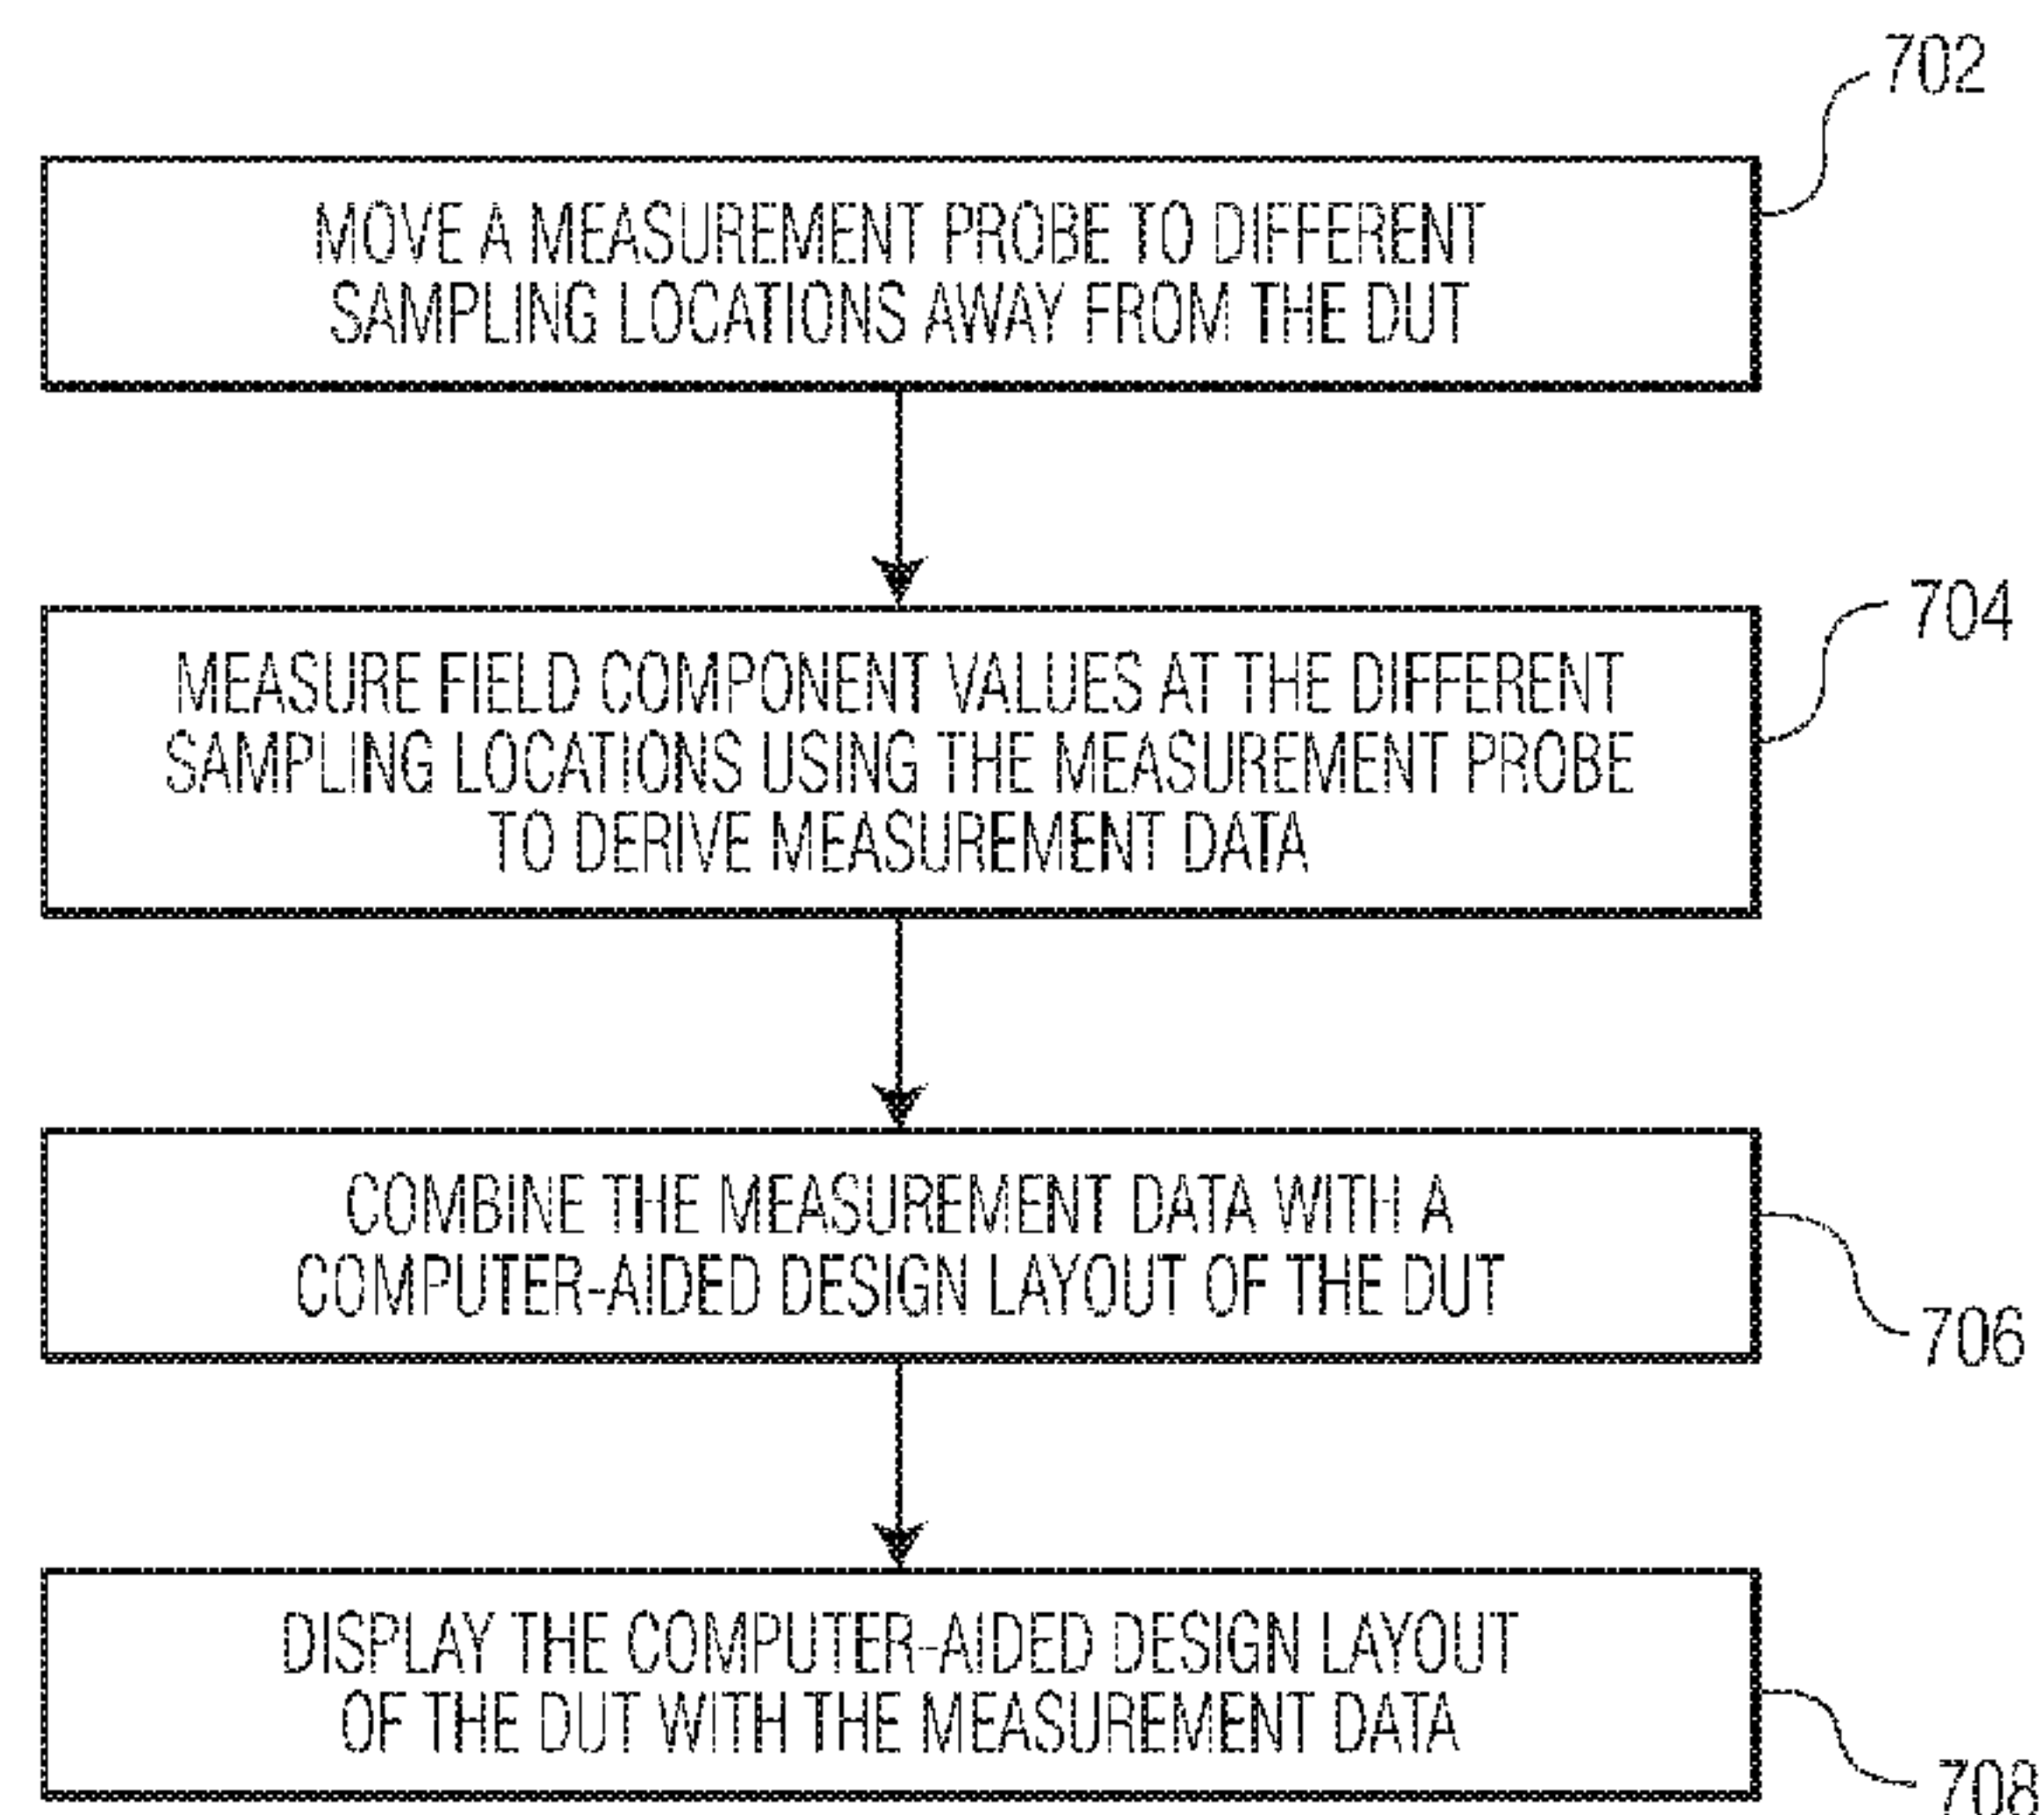 702
MOVE A MEASUREMENT PROBE TO DIFFERENT
SAMPLING LOCATIONS AWAY FROM THE DUT
704
MEASURE FIELD COMPONENT VALUES AT THE DIFFERENT
SAMPLING LOCATIONS USING THE MEASUREMENT PROBE
TO DERIVE MEASUREMENT DATA
COMBINE THE MEASUREMENT DATA WITH A
COMPUTER-AIDED DESIGN LAYOUT OF THE DUT
706
DISPLAY THE COMPUTER-AIDED DESIGN LAYOUT
OF THE DUT WITH THE MEASUREMENT DATA
708